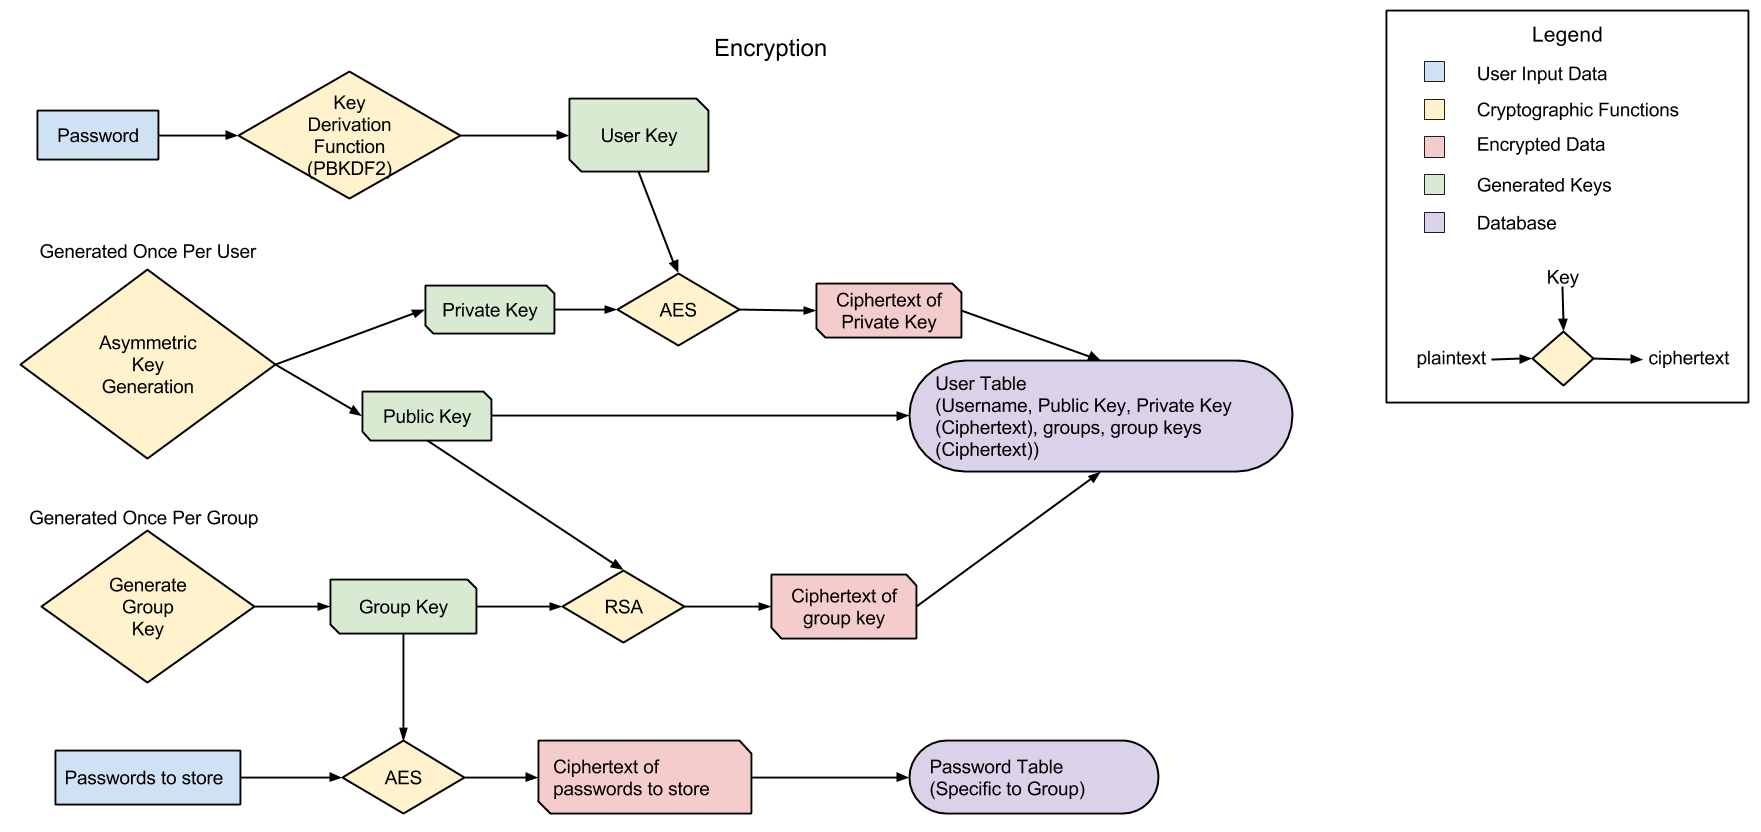 Encryption
Password
Key
Derivation
Function
(PBKDF2)
User Key
Generated Once Per User
Asymmetric
Key
Generation
Private Key
AES
Ciphertext of
Private Key
Public Key
User Table
(Username, Public Key, Private Key
(Ciphertext), groups, group keys
(Ciphertext))
Generated Once Per Group
Generate
Group
Key
Group Key
RSA
Ciphertext of
group key
Passwords to store
AES
Ciphertext of
passwords to store
Password Table
(Specific to Group)
Legend
User Input Data
Cryptographic Functions
Encrypted Data
Generated Keys
Database
Key
plaintext
ciphertext